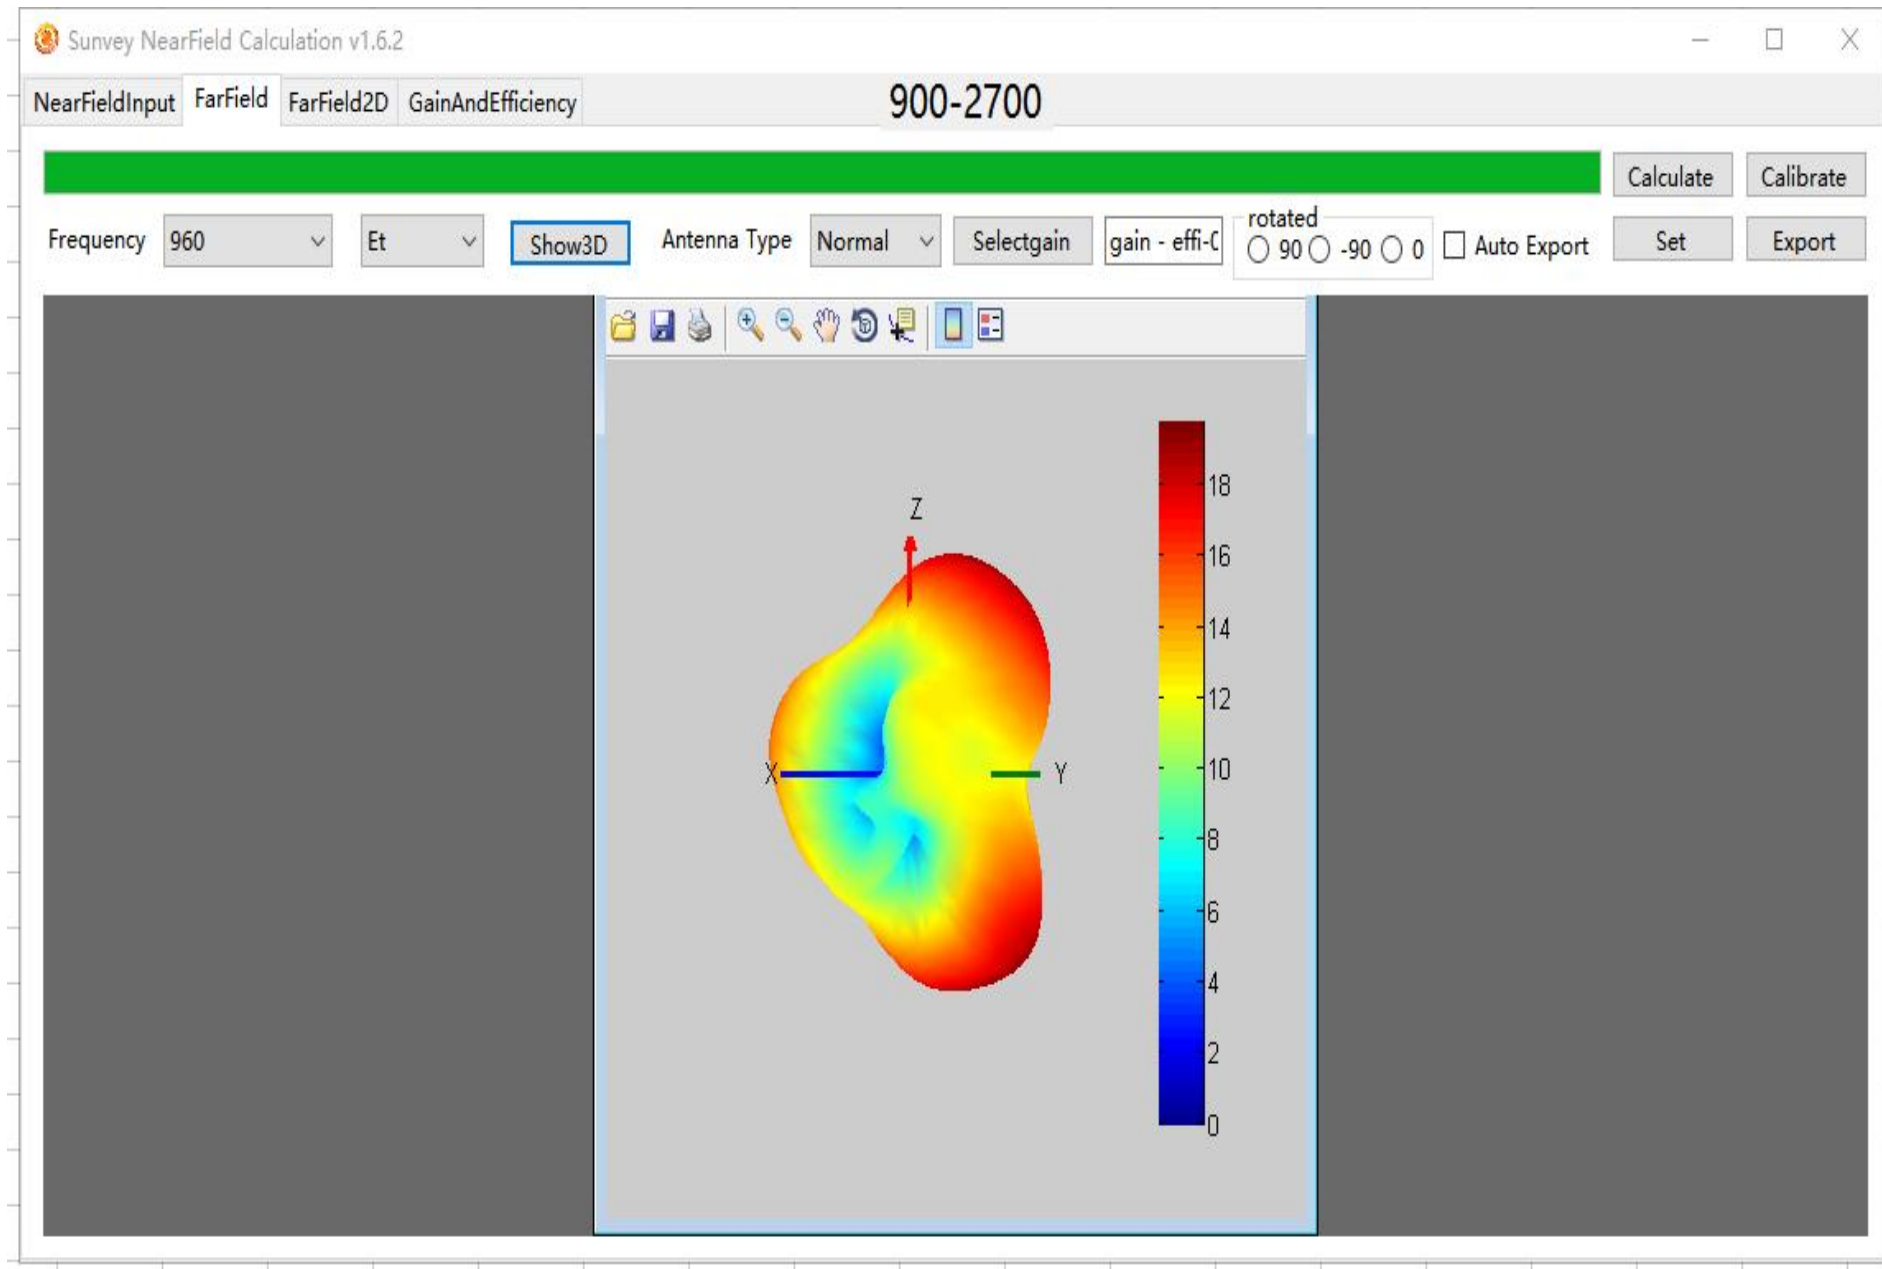 Sunvey NearField Calculation v1.6.2
NearFieldInput FarField FarField2D GainAndEfficiency 900-2700
Calculate Calibrate
Frequency 960 Et Show3D Antenna Type Normal Selectgain gain - effi-C rotated 90 -90 0 Auto Export Set Export
Z
X Y
18
16
14
12
10
8
6
4
2
0